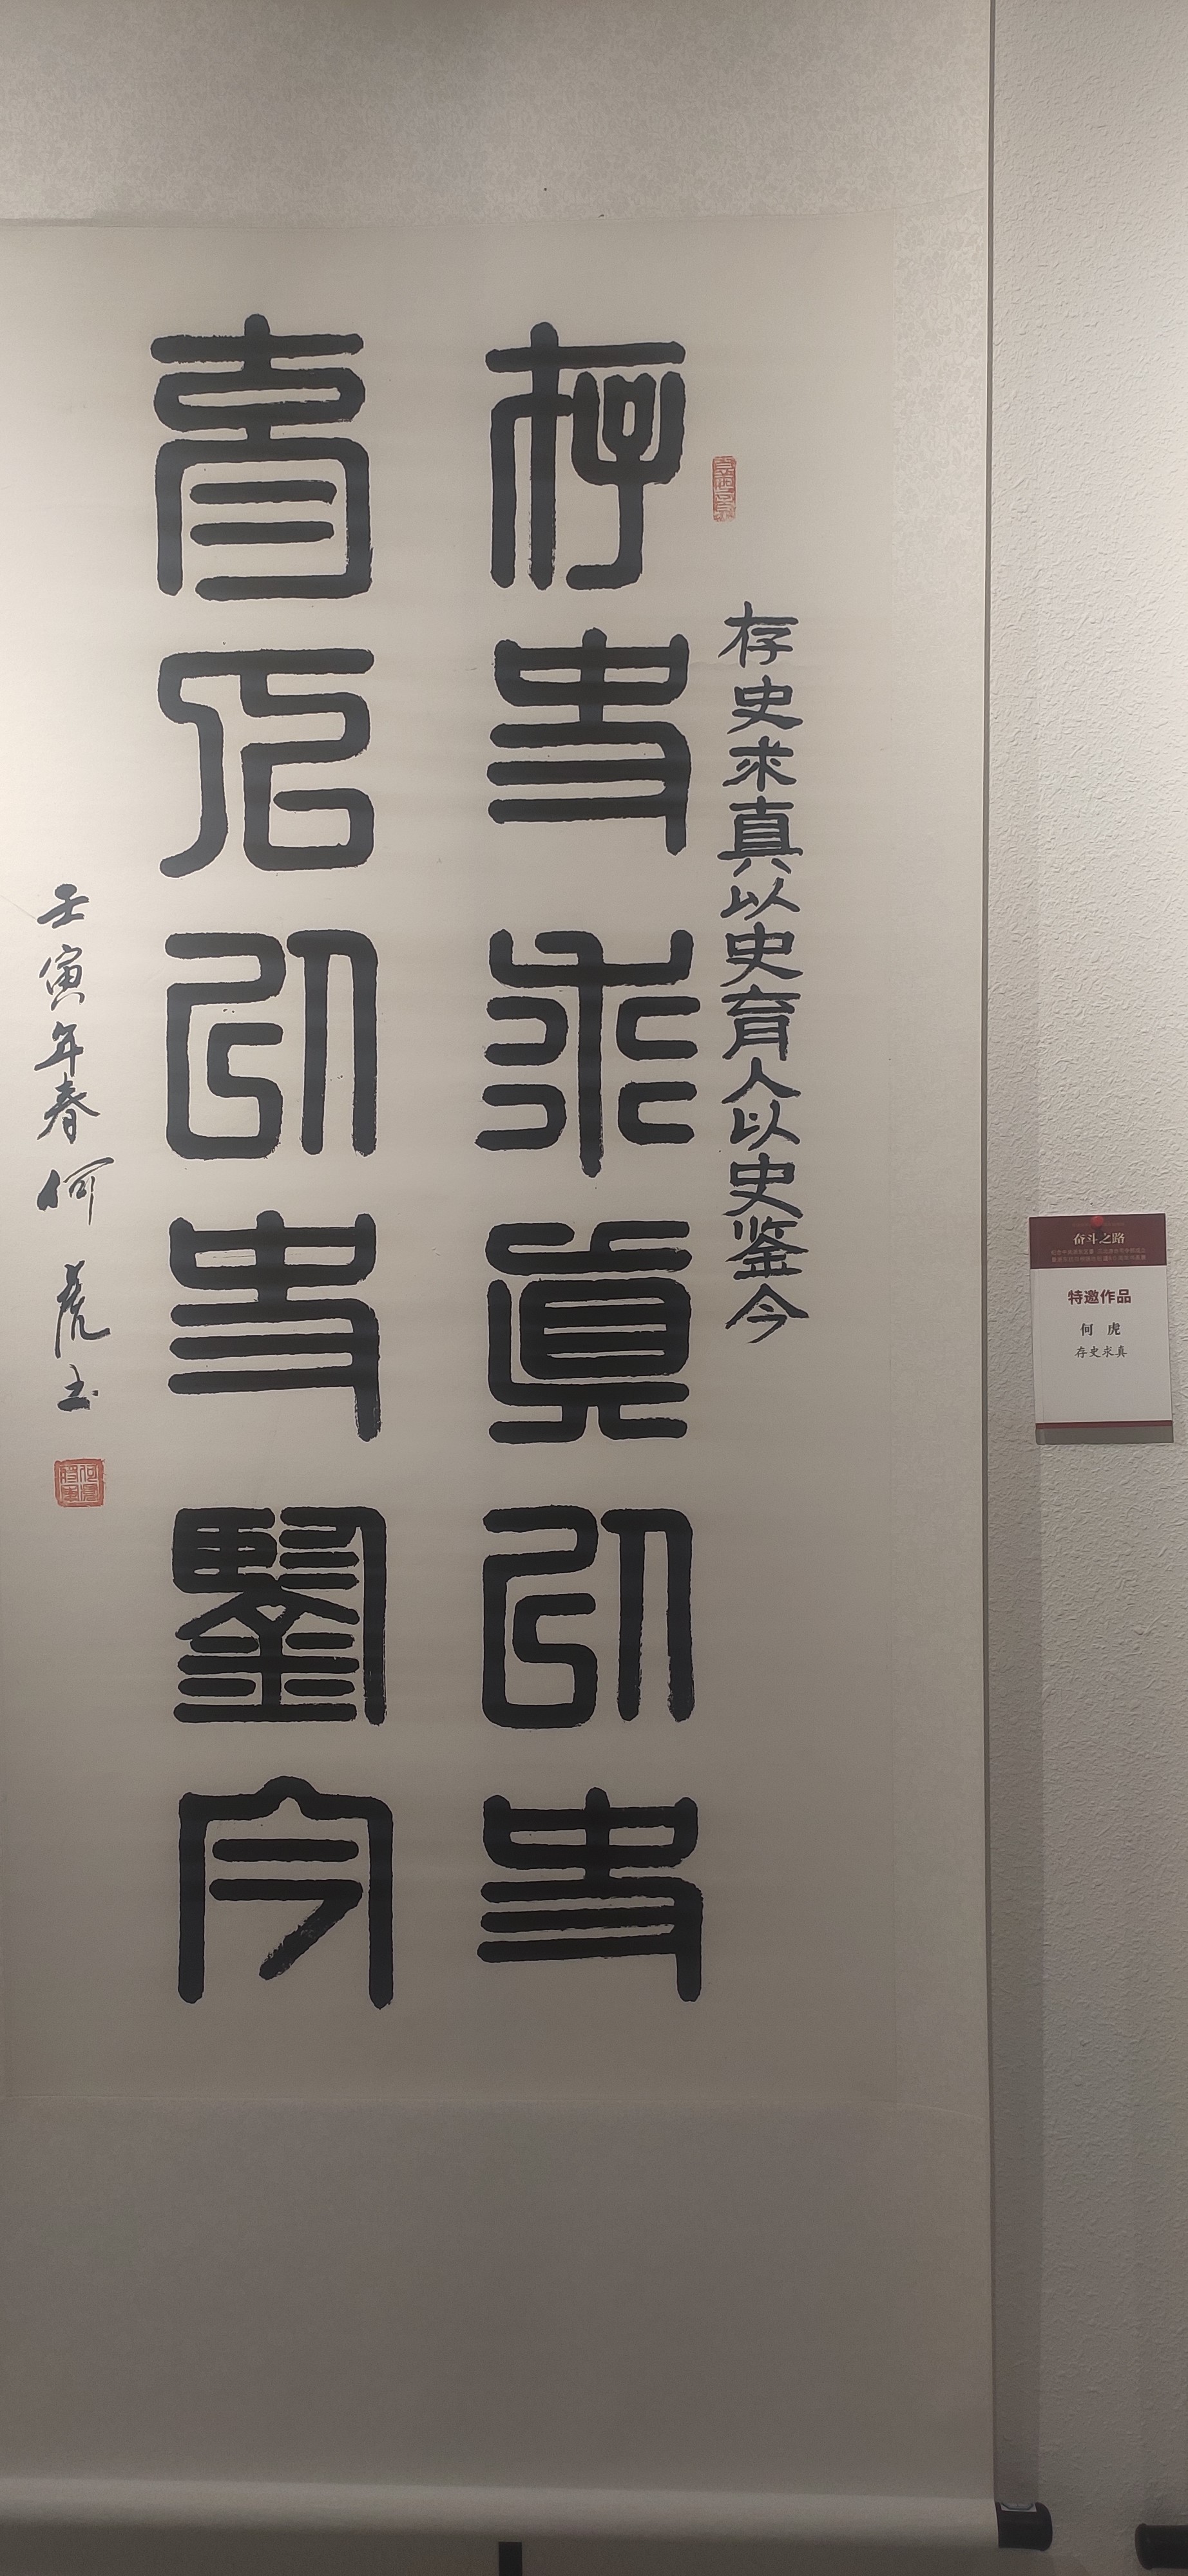 存史求真以史育人以史鉴今
存史求真以史
育人以史鑒今
壬寅年春何虎书
奋斗之路
特邀作品
何 虎
存史求真